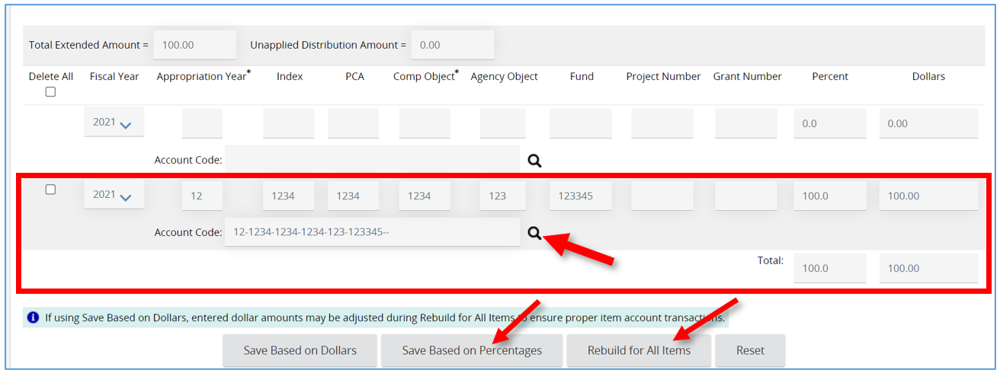 Total Extended Amount = 100.00 Unapplied Distribution Amount = 0.00
Delete All Fiscal Year Appropriation Year* Index PCA Comp Object* Agency Object Fund Project Number Grant Number Percent Dollars
2021 0.0 0.00
Account Code:
2021 12 1234 1234 1234 123 123345 100.0 100.00
Account Code: 12-1234-1234-1234-123-123345--
Total: 100.0 100.00
If using Save Based on Dollars, entered dollar amounts may be adjusted during Rebuild for All Items to ensure proper item account transactions.
Save Based on Dollars Save Based on Percentages Rebuild for All Items Reset